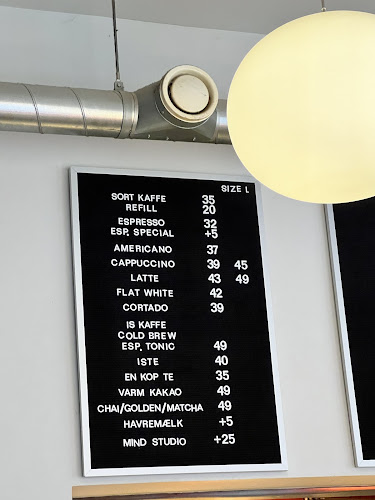 SIZE L
SORT KAFFE 35
REFILL 20
ESPRESSO 32
ESP. SPECIAL +5
AMERICANO 37
CAPPUCCINO 39 45
LATTE 43 49
FLAT WHITE 42
CORTADO 39
IS KAFFE
COLD BREW
ESP. TONIC 49
ISTE 40
EN KOP TE 35
VARM KAKAO 49
CHAI/GOLDEN/MATCHA 49
HAVREMÆLK +5
MIND STUDIO +25